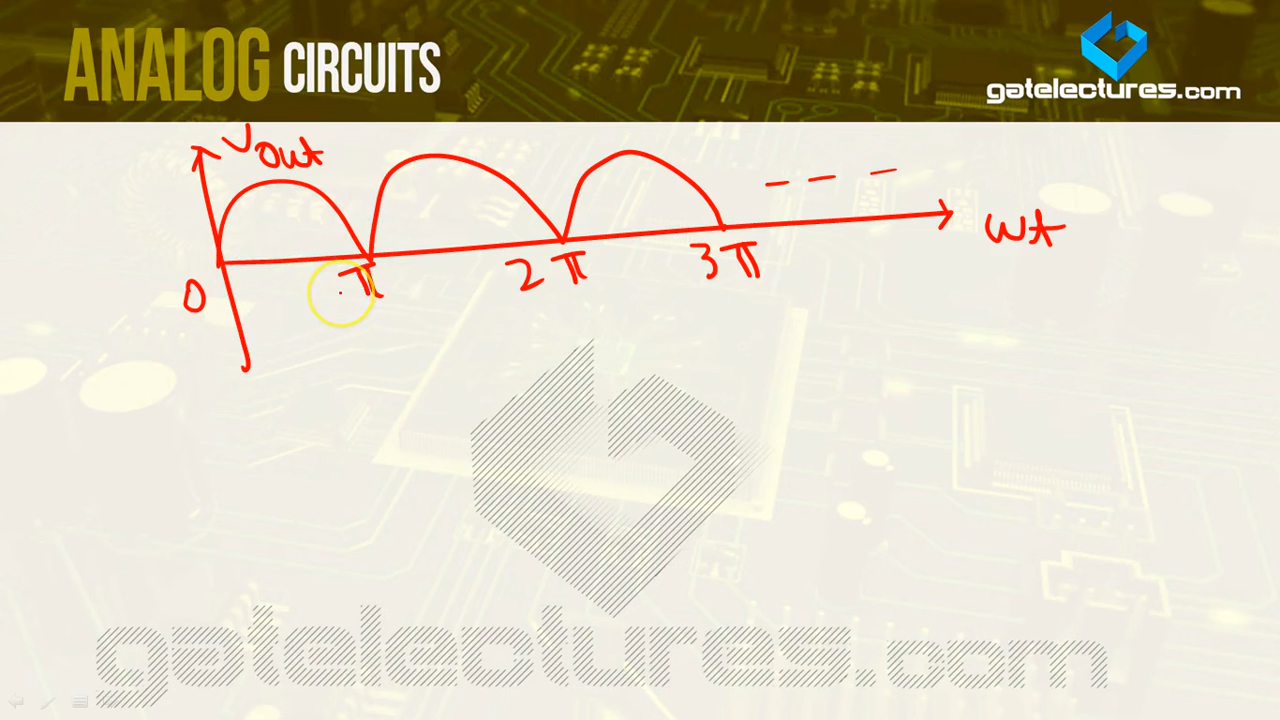 ANALOG CIRCUITS
gatelectures.com
Vout
0 π 2π 3π
ωt
gatelectures.com